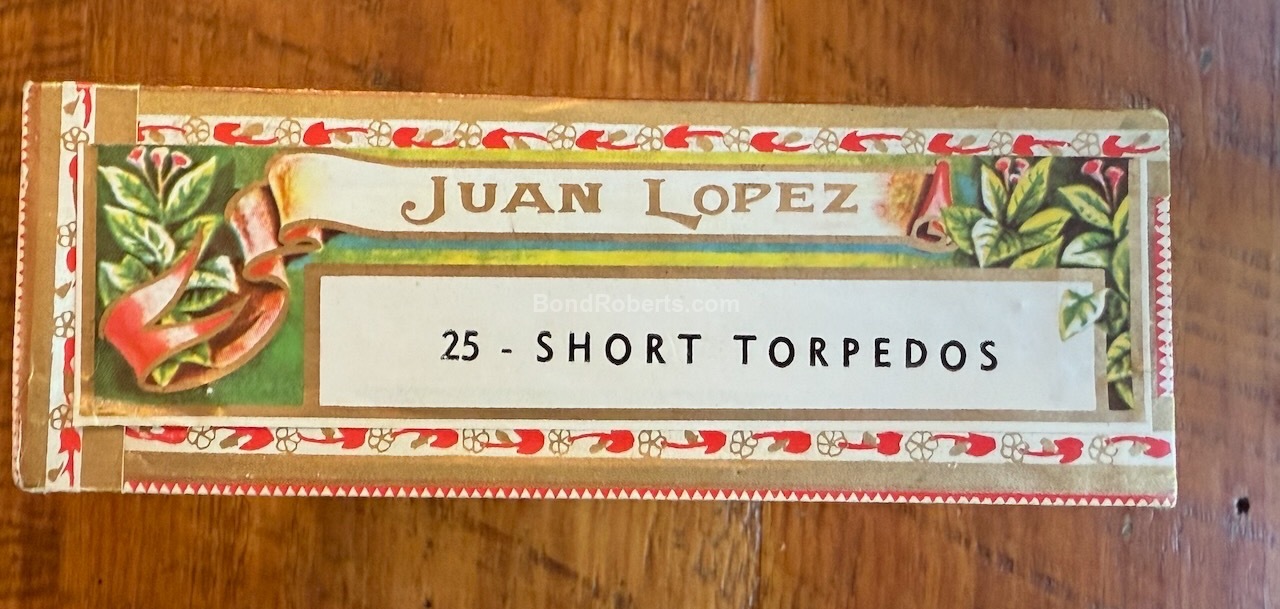 JUAN LOPEZ
BondRoberts.com
25 - SHORT TORPEDOS